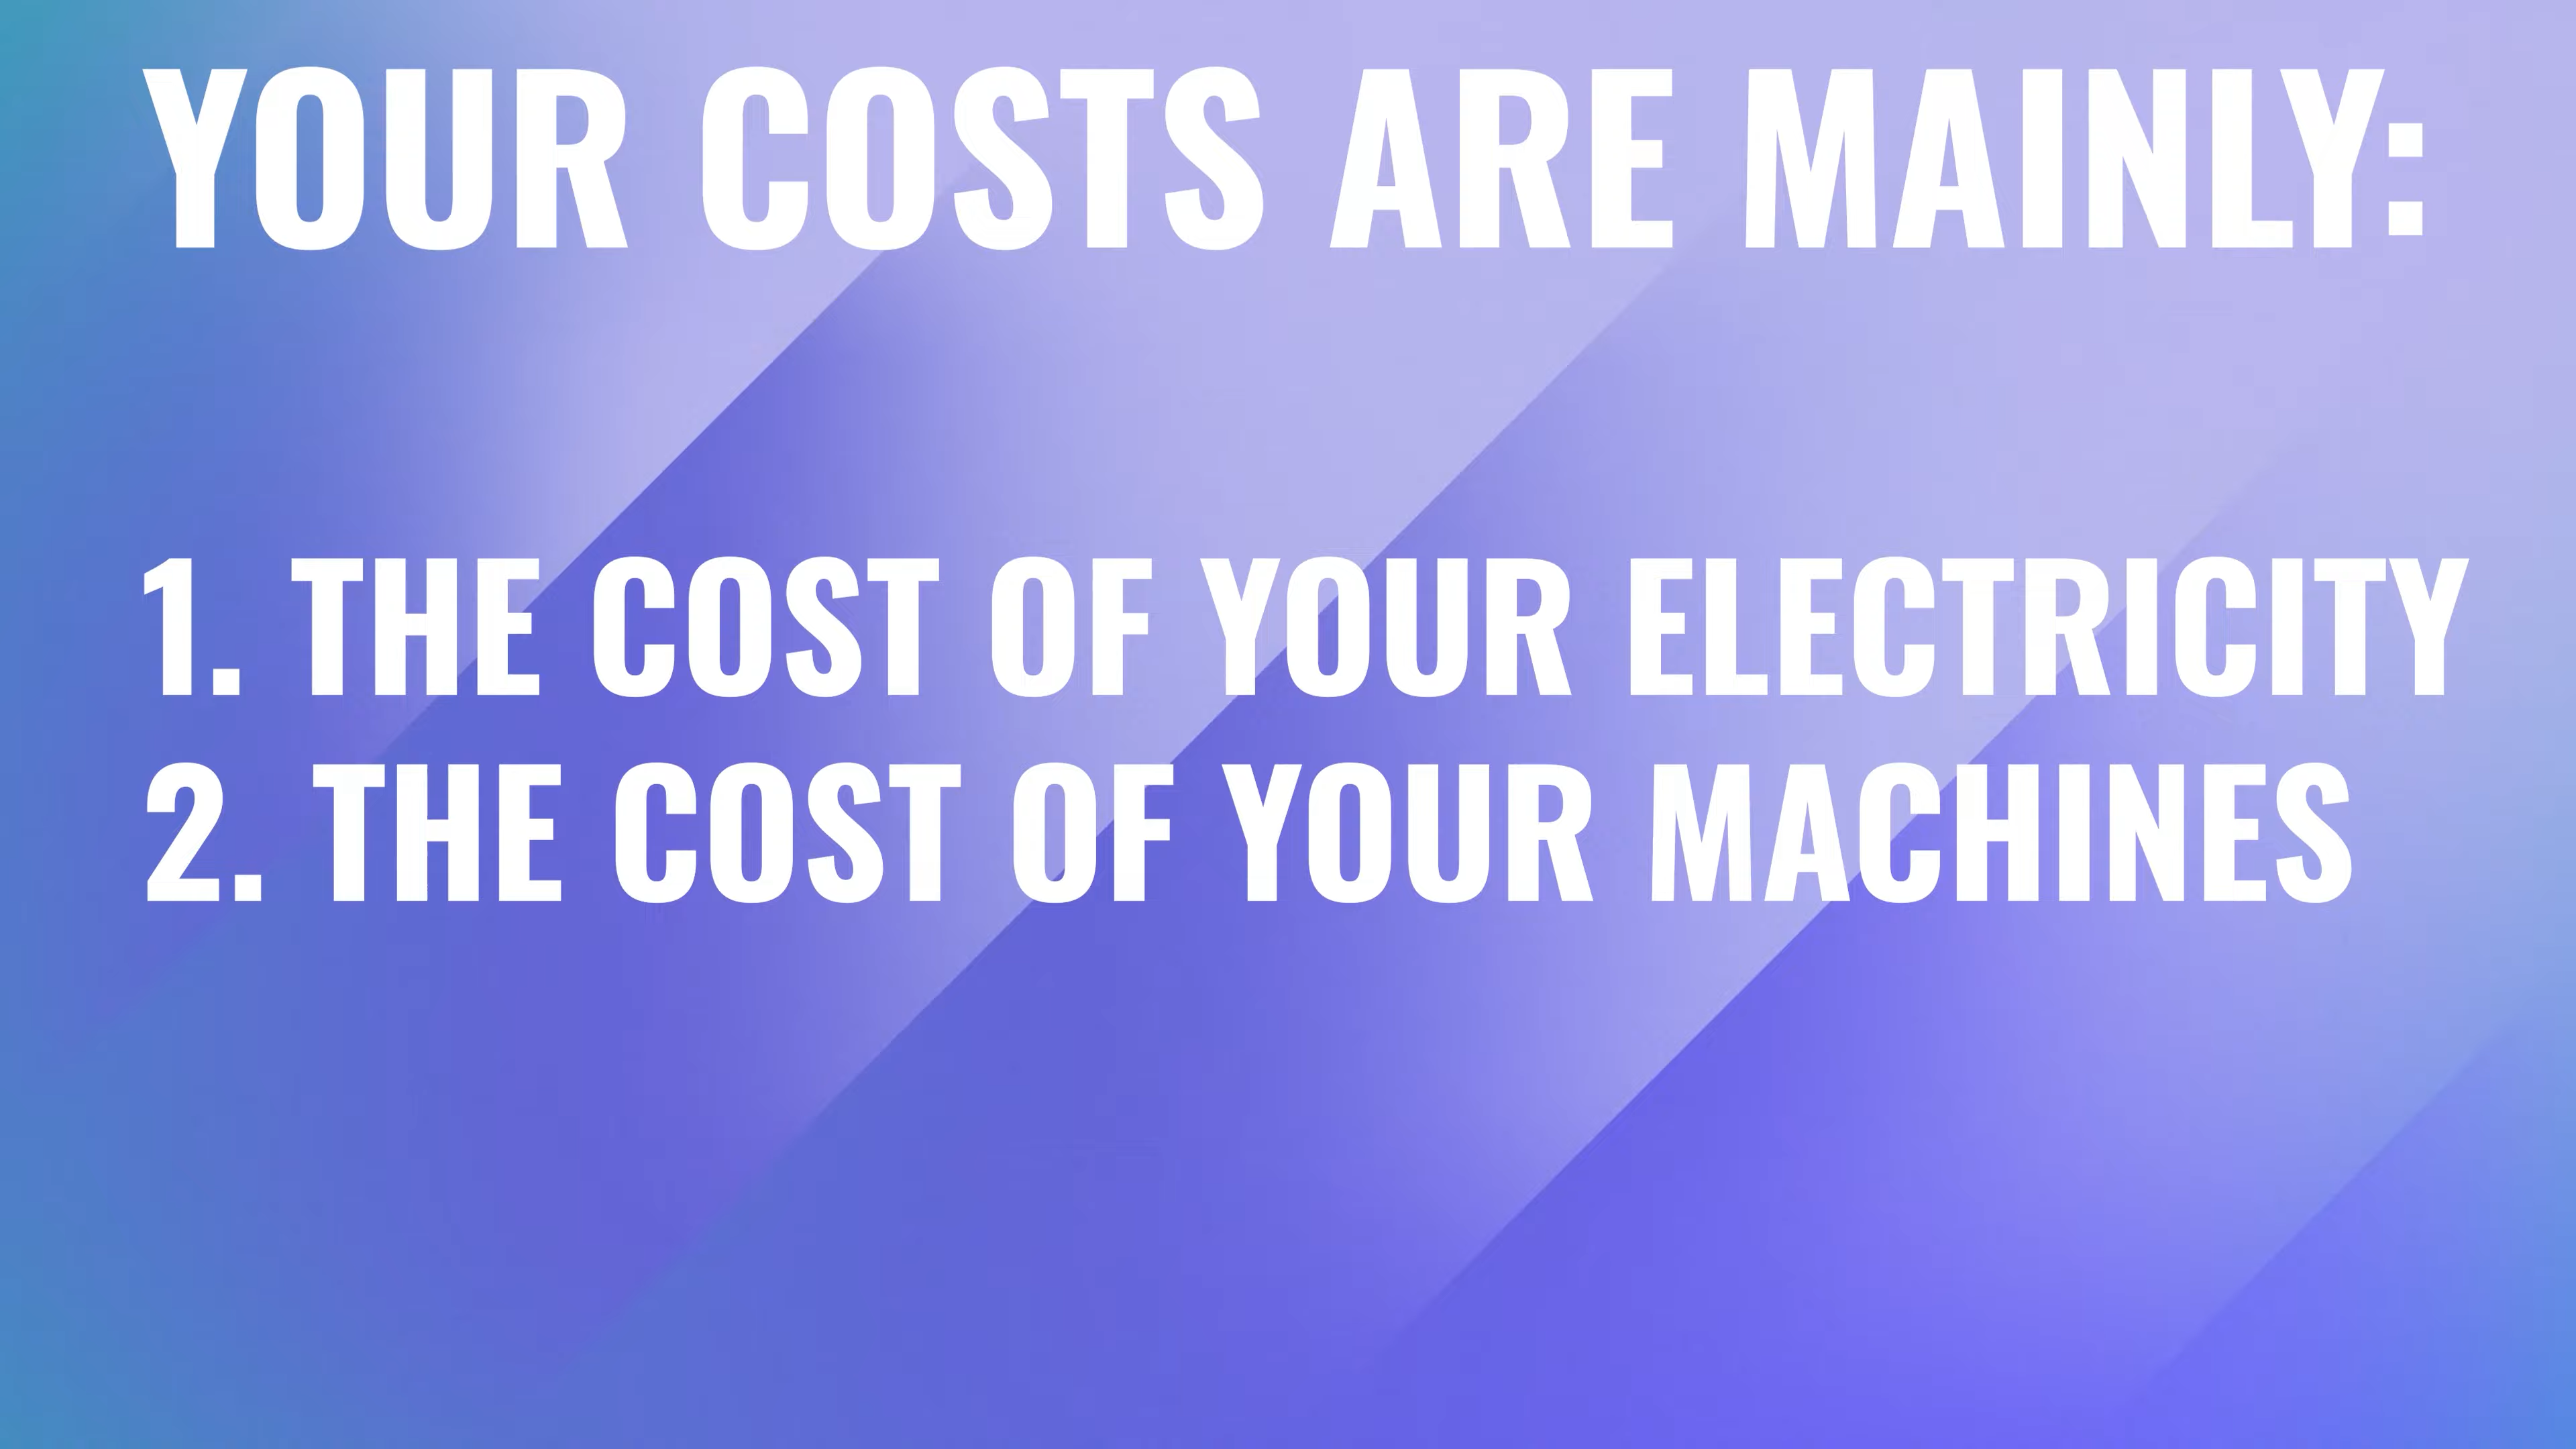 YOUR COSTS ARE MAINLY:
1. THE COST OF YOUR ELECTRICITY
2. THE COST OF YOUR MACHINES